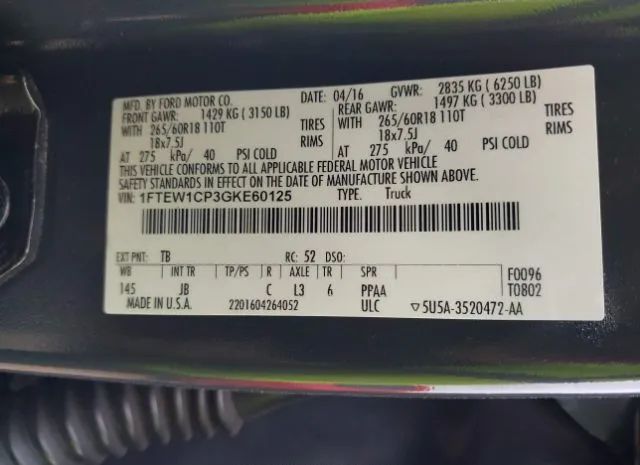 MFD. BY FORD MOTOR CO. DATE: 04/16 GVWR: 2835 KG ( 6250 LB)
FRONT GAWR: 1429 KG ( 3150 LB) REAR GAWR: 1497 KG ( 3300 LB)
WITH 265/60R18 110T TIRES WITH 265/60R18 110T TIRES
18x7.5J RIMS 18x7.5J RIMS
AT 275 kPa/ 40 PSI COLD AT 275 kPa/ 40 PSI COLD
THIS VEHICLE CONFORMS TO ALL APPLICABLE FEDERAL MOTOR VEHICLE
SAFETY STANDARDS IN EFFECT ON THE DATE OF MANUFACTURE SHOWN ABOVE.
VIN: 1FTEW1CP3GKE60125 TYPE: Truck
EXT PNT: TB RC: 52 DSO:
WB INT TR TP/PS R AXLE TR SPR F0096
145 JB C L3 6 PPAA T0802
MADE IN U.S.A. 2201604264052 ULC ▽5U5A-3520472-AA